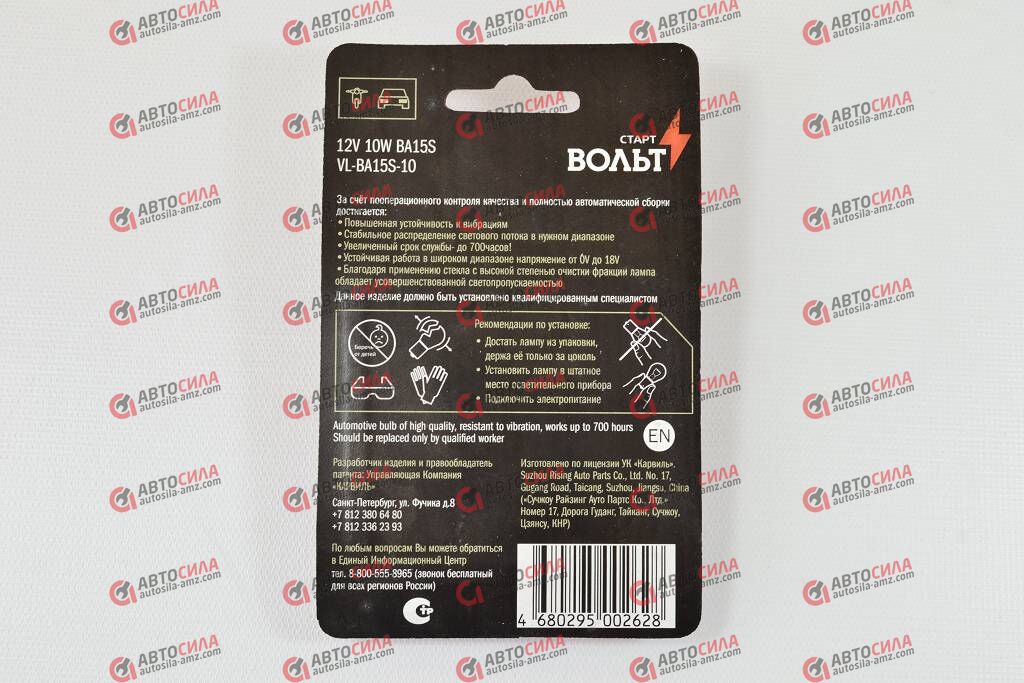 12V 10W BA15S
VL-BA15S-10
СТАРТ
ВОЛЬТ
За счёт пооперационного контроля качества и полностью автоматической сборки
достигается:
• Повышенная устойчивость к вибрациям
• Стабильное распределение светового потока в нужном диапазоне
• Увеличенный срок службы- до 700часов!
• Устойчивая работа в широком диапазоне напряжение от 0V до 18V
• Благодаря применению стекла с высокой степенью очистки фракции лампа
обладает усовершенствованной светопропускаемостью
Данное изделие должно быть установлено квалифицированным специалистом
Беречь
от детей
Рекомендации по установке:
• Достать лампу из упаковки,
держа её только за цоколь
• Установить лампу в штатное
место осветительного прибора
• Подключить электропитание
Automotive bulb of high quality, resistant to vibration, works up to 700 hours
Should be replaced only by qualified worker
EN
Разработчик изделия и правообладатель
патента: Управляющая Компания
«КАРВИЛЬ»
Санкт-Петербург, ул. Фучика д.8
+7 812 380 64 80
+7 812 336 23 93
Изготовлено по лицензии УК «Карвиль».
Suzhou Rising Auto Parts Co., Ltd. No. 17,
Gugang Road, Taicang, Suzhou, Jiangsu, China
(«Сучжоу Райзинг Ауто Партс Ко., Лтд.»
Номер 17, Дорога Гуданг, Тайканг, Сучжоу,
Цзянсу, КНР)
По любым вопросам Вы можете обратиться
в Единый Информационный Центр
тел. 8-800-555-8965 (звонок бесплатный
для всех регионов России)
4 680295 002628
АВТОСИЛА
autosila-amz.com